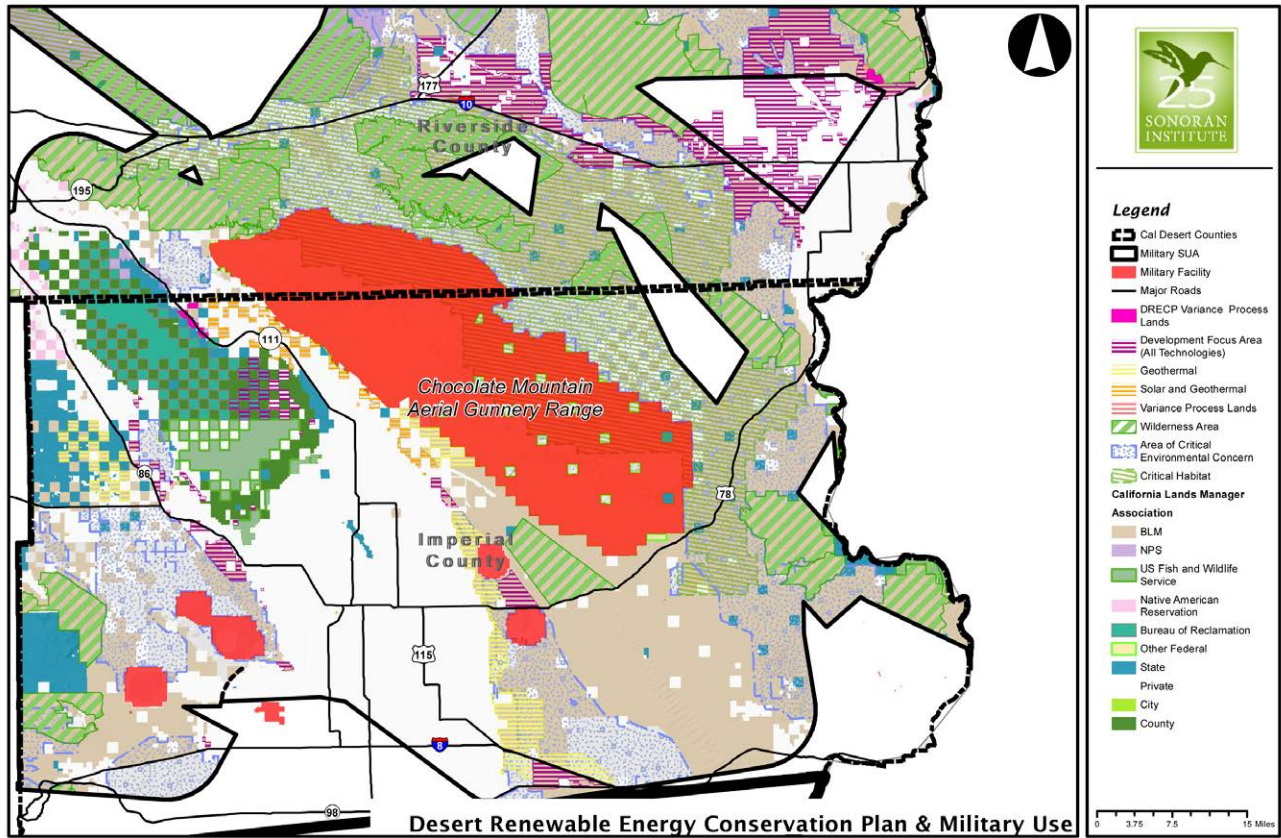 177
10
Riverside
County
195
111
Chocolate Mountain
Aerial Gunnery Range
86
78
Imperial
County
115
8
98
Desert Renewable Energy Conservation Plan & Military Use
25
SONORAN
INSTITUTE
Legend
Cal Desert Counties
Military SUA
Military Facility
Major Roads
DRECP Variance Process
Lands
Development Focus Area
(All Technologies)
Geothermal
Solar and Geothermal
Variance Process Lands
Wilderness Area
Area of Critical
Environmental Concern
Critical Habitat
California Lands Manager
Association
BLM
NPS
US Fish and Wildlife
Service
Native American
Reservation
Bureau of Reclamation
Other Federal
State
Private
City
County
0 3.75 7.5 15 Miles